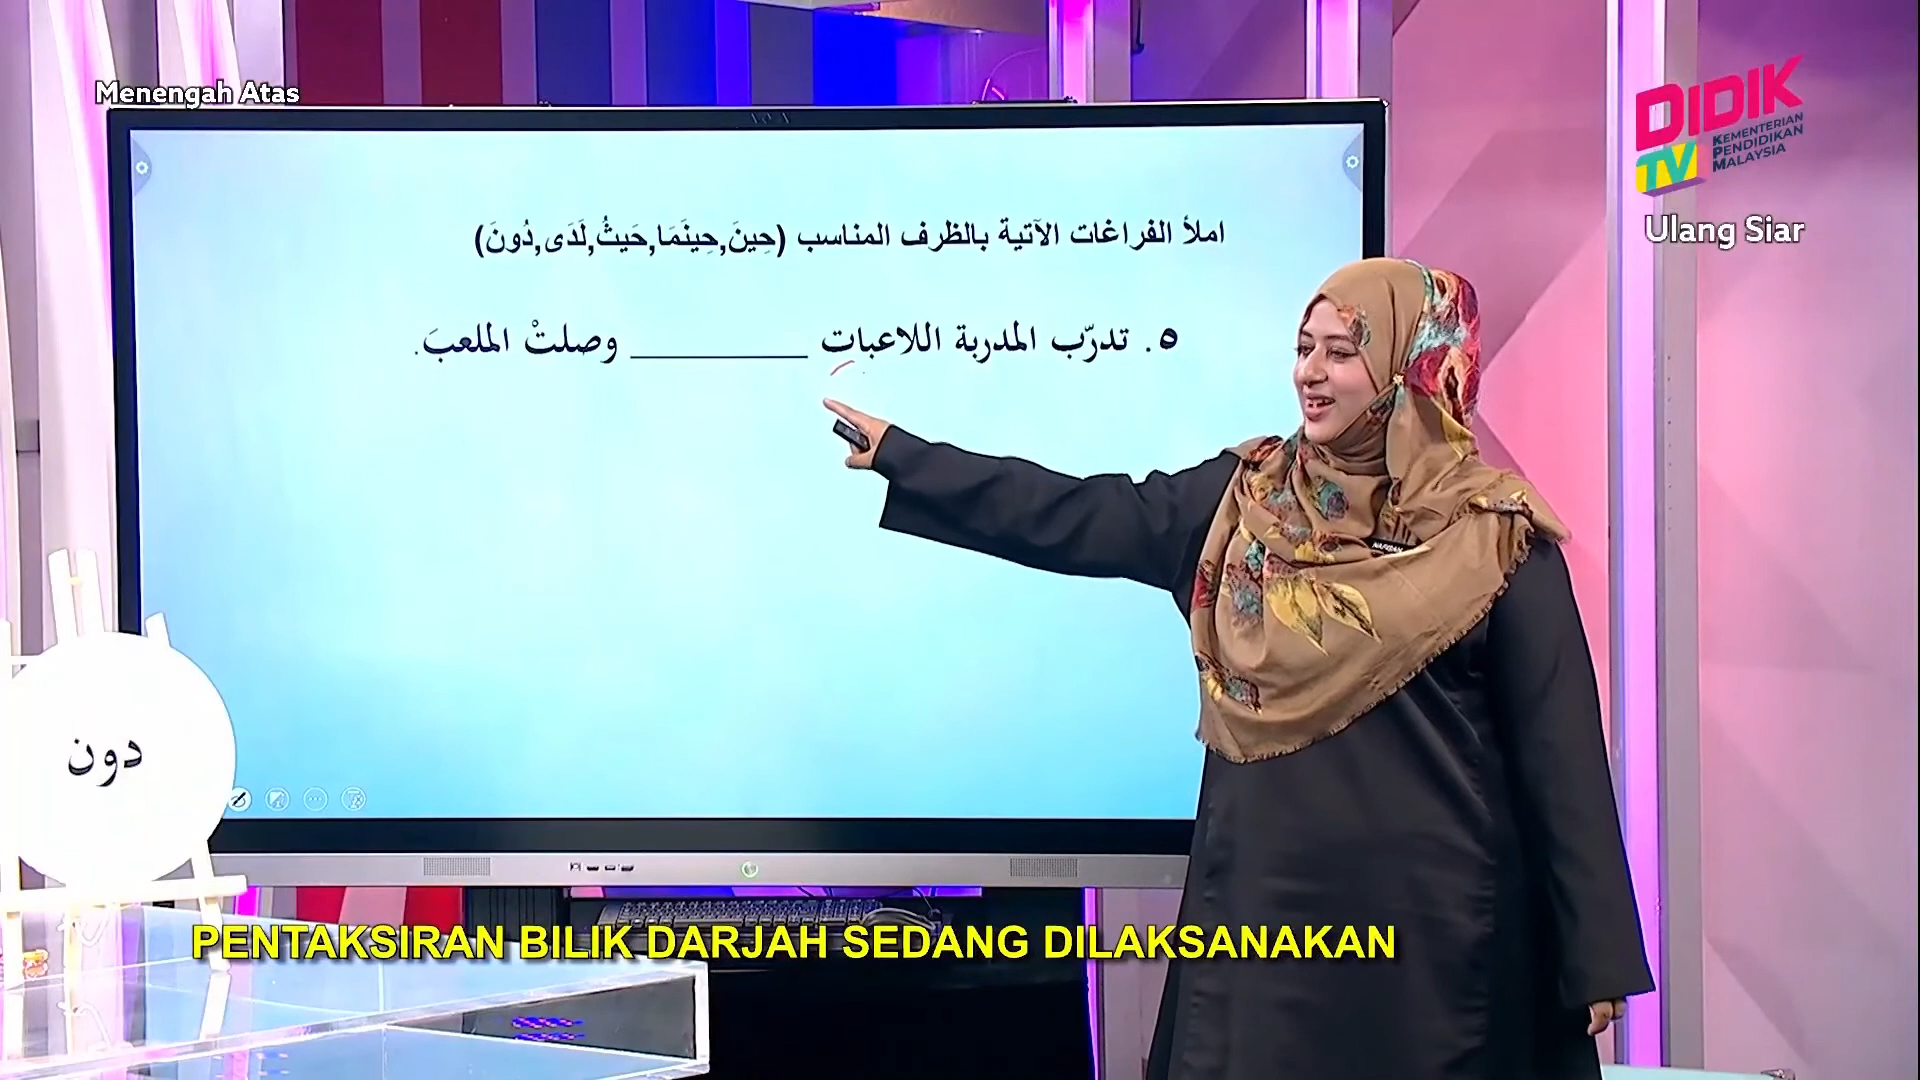 Menengah Atas
DIDIK
TV
KEMENTERIAN
PENDIDIKAN
MALAYSIA
Ulang Siar
املأ الفراغات الآتية بالظرف المناسب (حِينَ,حِينَمَا,حَيثُ,لَدَى,دُونَ)
٥. تدرّب المدربة اللاعبات ________ وصلتْ الملعبَ.
دون
PENTAKSIRAN BILIK DARJAH SEDANG DILAKSANAKAN